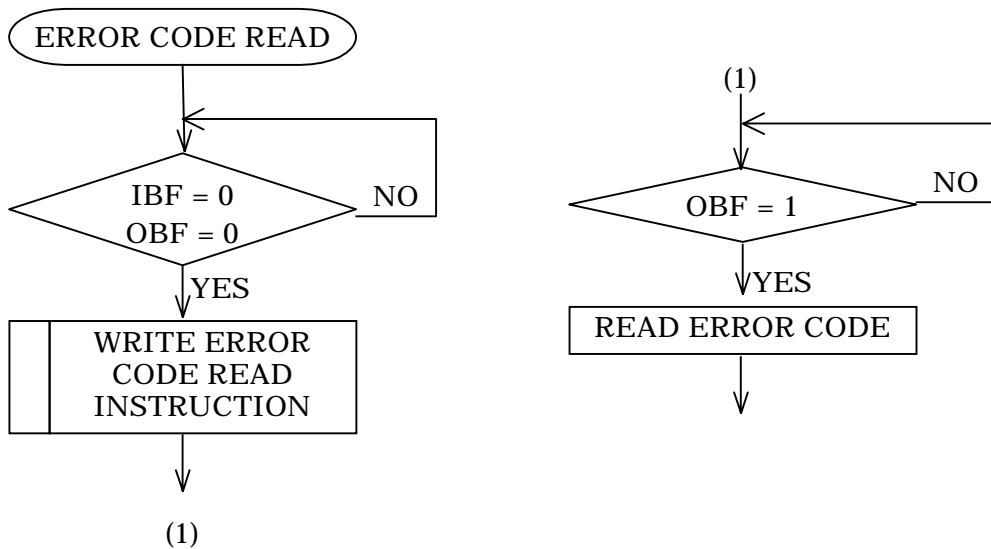 ERROR CODE READ
IBF = 0
OBF = 0
NO
YES
WRITE ERROR
CODE READ
INSTRUCTION
(1)
(1)
OBF = 1
NO
YES
READ ERROR CODE